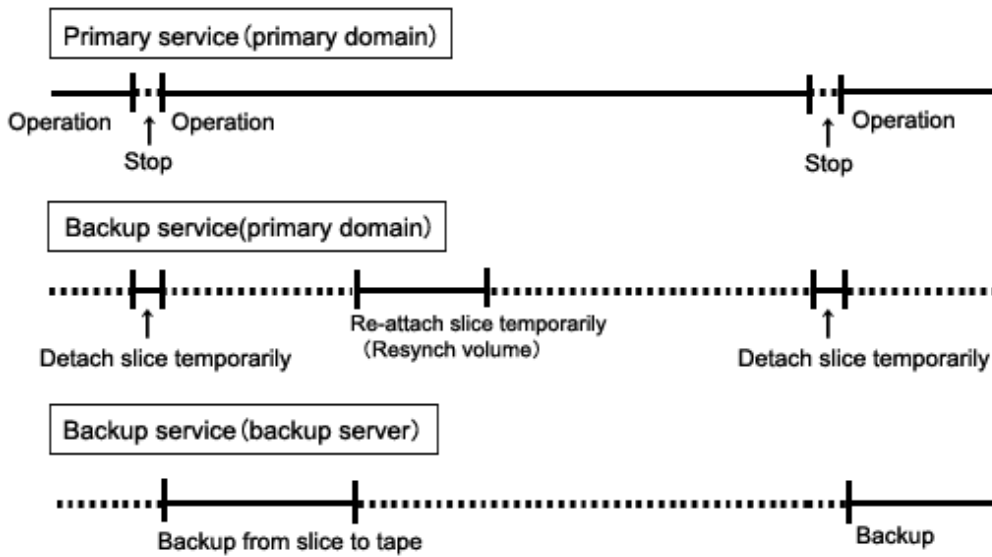 Primary service (primary domain)
Operation
Operation
Operation
Stop
Stop
Backup service(primary domain)
Re-attach slice temporarily
(Resynch volume)
Detach slice temporarily
Detach slice temporarily
Backup service (backup server)
Backup from slice to tape
Backup